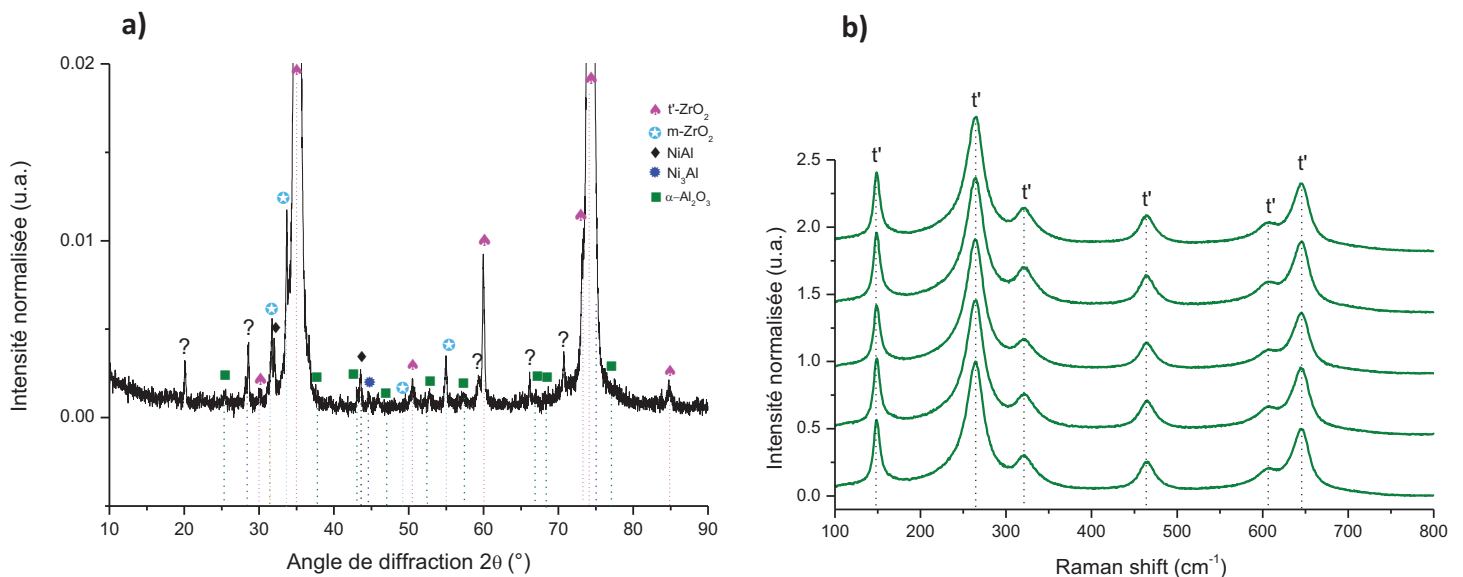 a)
Intensité normalisée (u.a.)
0.02
0.01
0.00
t'-ZrO2
m-ZrO2
NiAl
Ni3Al
α–Al2O3
? ? ? ? ?
10 20 30 40 50 60 70 80 90
Angle de diffraction 2θ (°)
b)
Intensité normalisée (u.a.)
2.5
2.0
1.5
1.0
0.5
0.0
t' t' t' t' t' t'
100 200 300 400 500 600 700 800
Raman shift (cm-1)